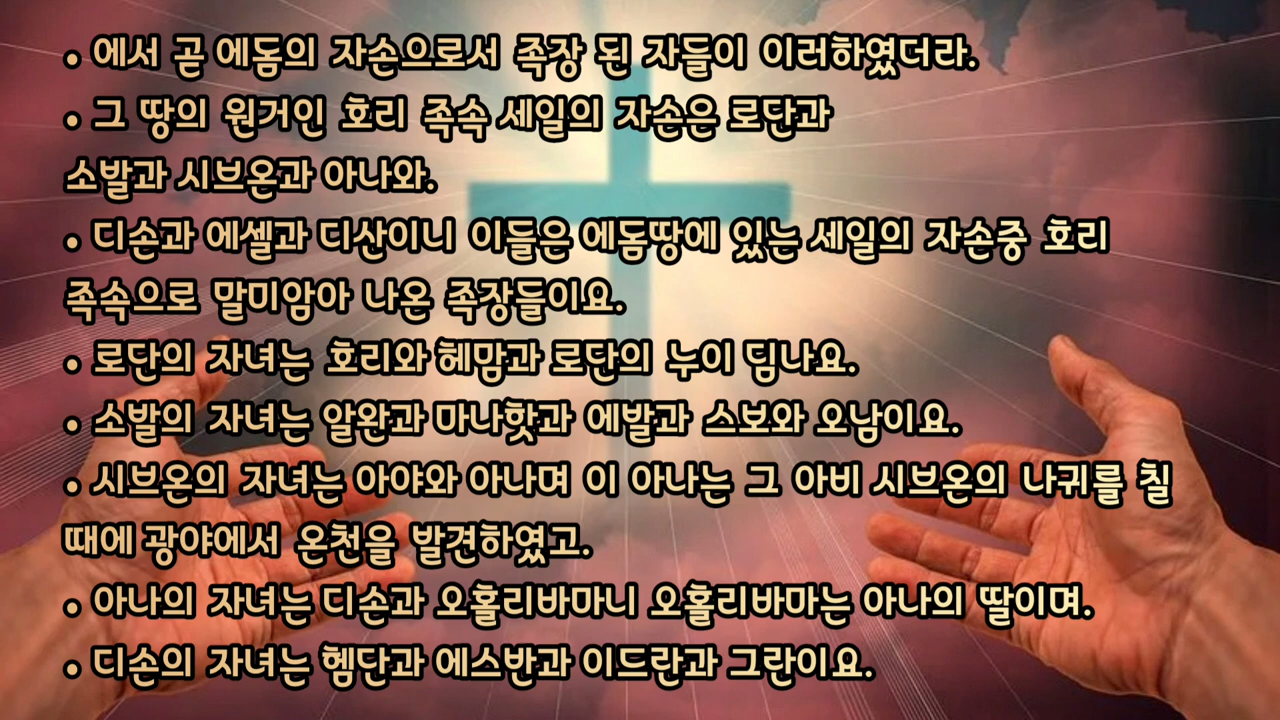 • 에서 곧 에돔의 자손으로서 족장 된 자들이 이러하였더라.
• 그 땅의 원거인 호리 족속 세일의 자손은 로단과
소발과 시브온과 아나와.
• 디손과 에셀과 디산이니 이들은 에돔땅에 있는 세일의 자손중 호리
족속으로 말미암아 나온 족장들이요.
• 로단의 자녀는 호리와 헤맘과 로단의 누이 딤나요.
• 소발의 자녀는 알완과 마나핫과 에발과 스보와 오남이요.
• 시브온의 자녀는 아야와 아나며 이 아나는 그 아비 시브온의 나귀를 칠
때에 광야에서 온천을 발견하였고.
• 아나의 자녀는 디손과 오홀리바마니 오홀리바마는 아나의 딸이며.
• 디손의 자녀는 헴단과 에스반과 이드란과 그란이요.